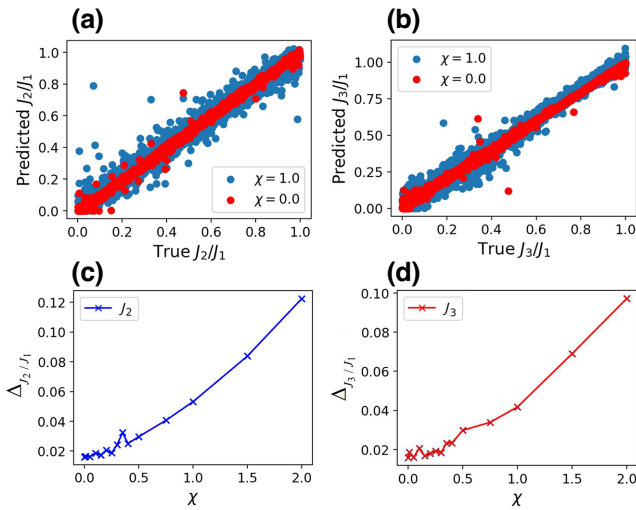 (a)
Predicted J₂/J₁
1.0
0.8
0.6
0.4
0.2
0.0
χ = 1.0
χ = 0.0
0.0 0.2 0.4 0.6 0.8 1.0
True J₂/J₁
(b)
Predicted J₃/J₁
1.00
0.75
0.50
0.25
0.00
χ = 1.0
χ = 0.0
0.0 0.2 0.4 0.6 0.8 1.0
True J₃/J₁
(c)
Δ_{J₂/J₁}
0.12
0.10
0.08
0.06
0.04
0.02
J₂
0.0 0.5 1.0 1.5 2.0
χ
(d)
Δ_{J₃/J₁}
0.10
0.08
0.06
0.04
0.02
J₃
0.0 0.5 1.0 1.5 2.0
χ